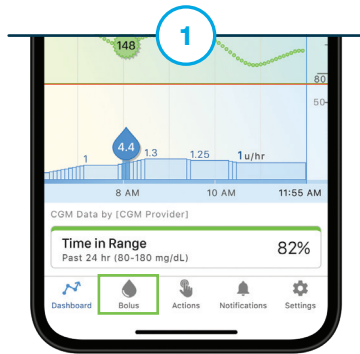 1
148
80
50
4.4
1
1.3
1.25
1 u/hr
8 AM
10 AM
11:55 AM
CGM Data by [CGM Provider]
Time in Range
82%
Past 24 hr (80-180 mg/dL)
Dashboard
Bolus
Actions
Notifications
Settings